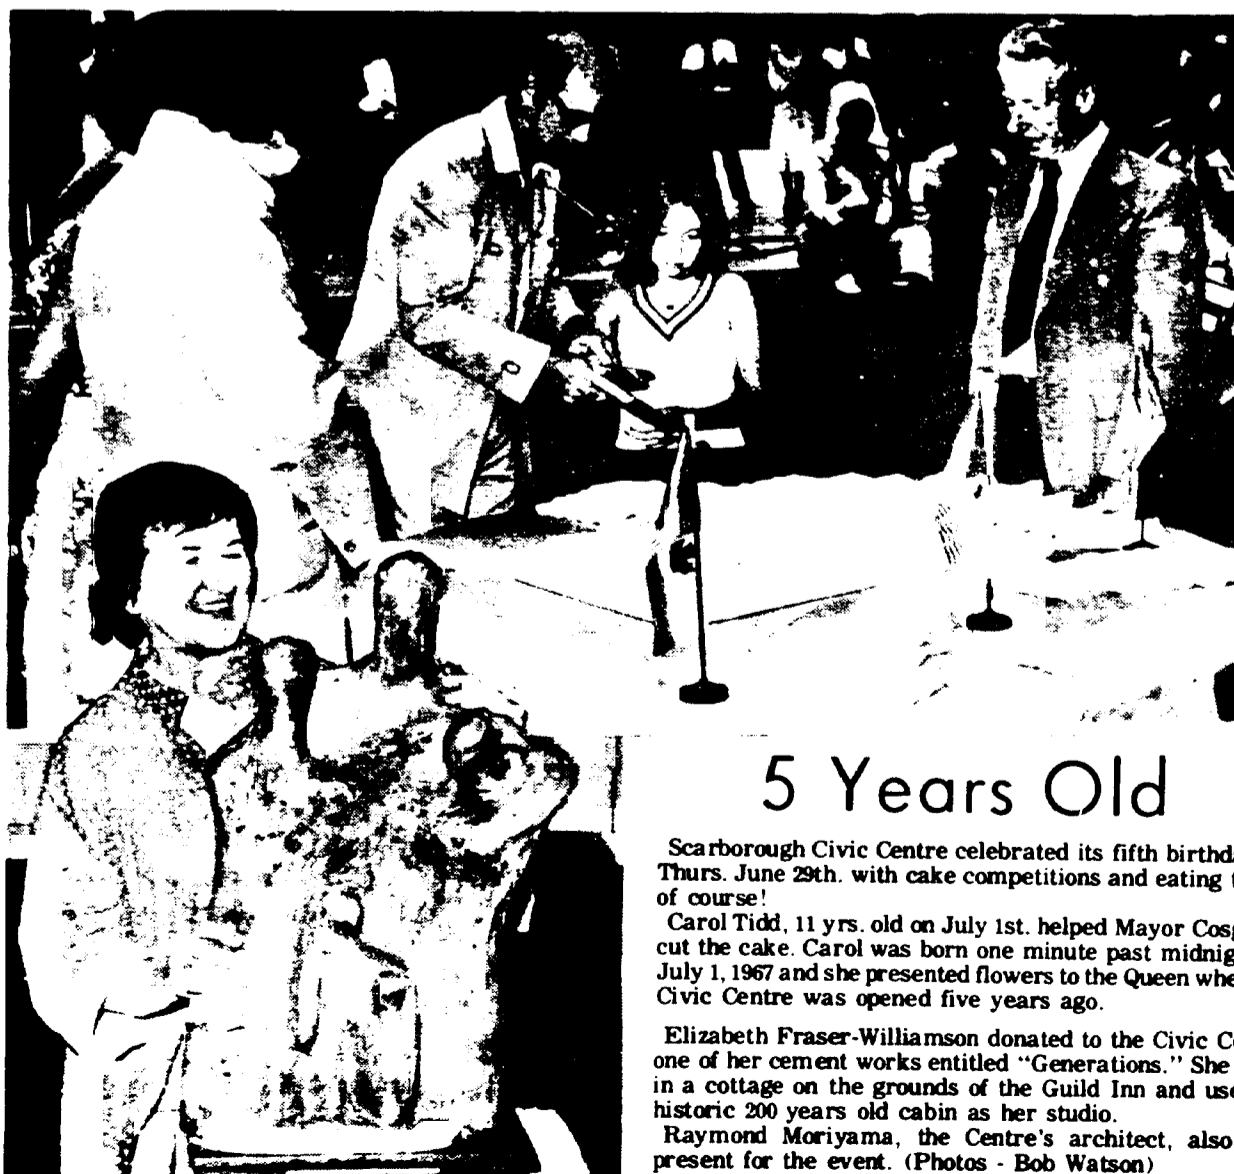 5 Years Old
Scarborough Civic Centre celebrated its fifth
Thurs. June 29th. with cake competitions and eating
of course!
Carol Tidd, 11 yrs. old on July 1st. helped Mayor
cut the cake. Carol was born one minute past
July 1, 1967 and she presented flowers to the Queen
Civic Centre was opened five years ago.
Elizabeth Fraser-Williamson donated to the Civic
one of her cement works entitled “Generations.” She
in a cottage on the grounds of the Guild Inn and
historic 200 years old cabin as her studio.
Raymond Moriyama, the Centre's architect, also
present for the event. (Photos - Bob Watson)